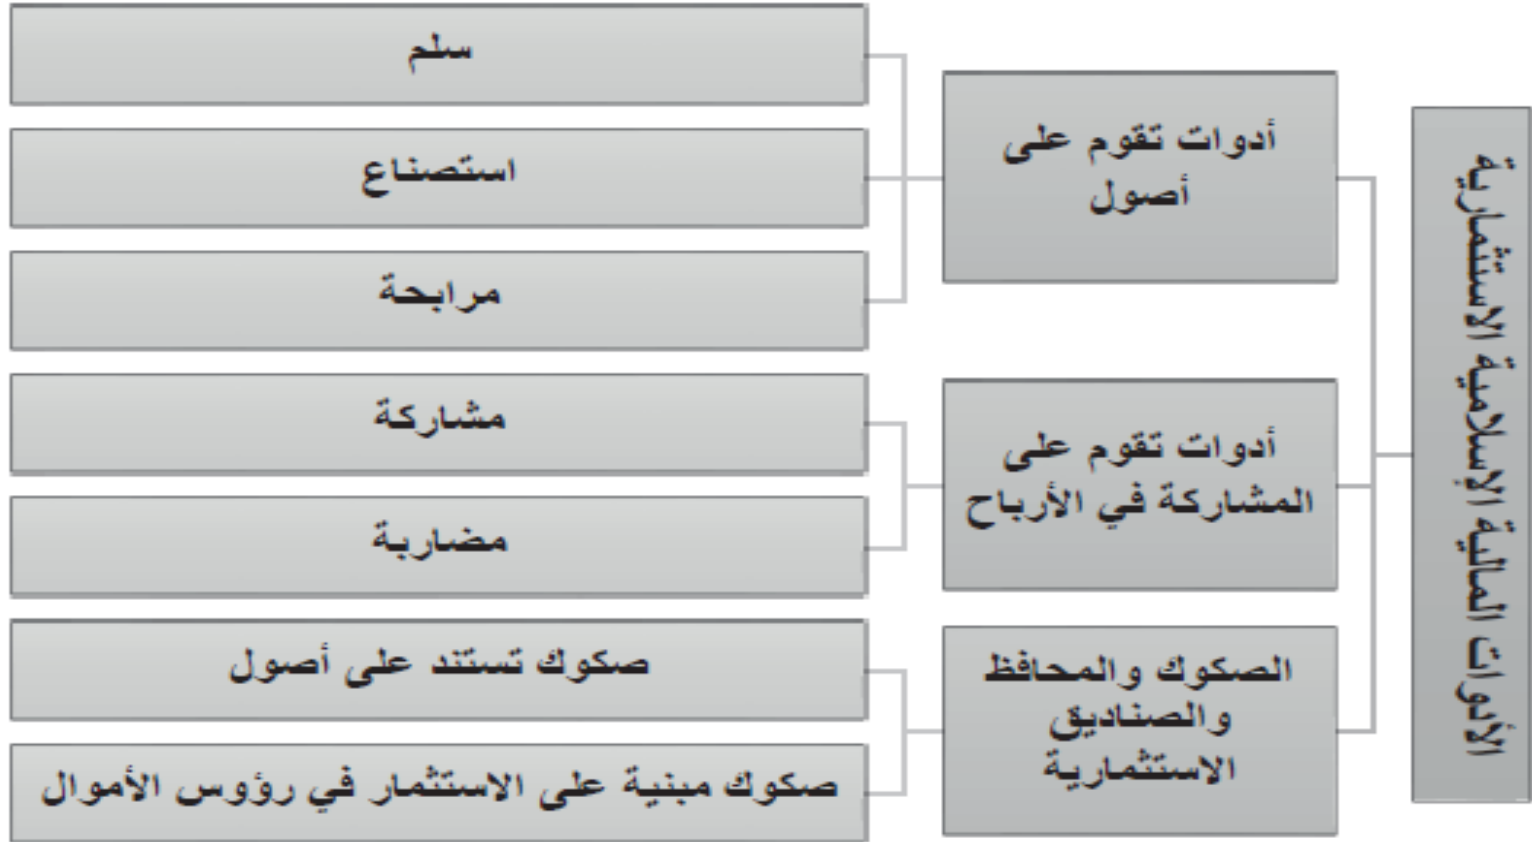 الأدوات المالية الإسلامية الاستثمارية
أدوات تقوم على
أصول
سلم
استصناع
مرابحة
أدوات تقوم على
المشاركة في الأرباح
مشاركة
مضاربة
الصكوك والمحافظ
والصناديق
الاستثمارية
صكوك تستند على أصول
صكوك مبنية على الاستثمار في رؤوس الأموال